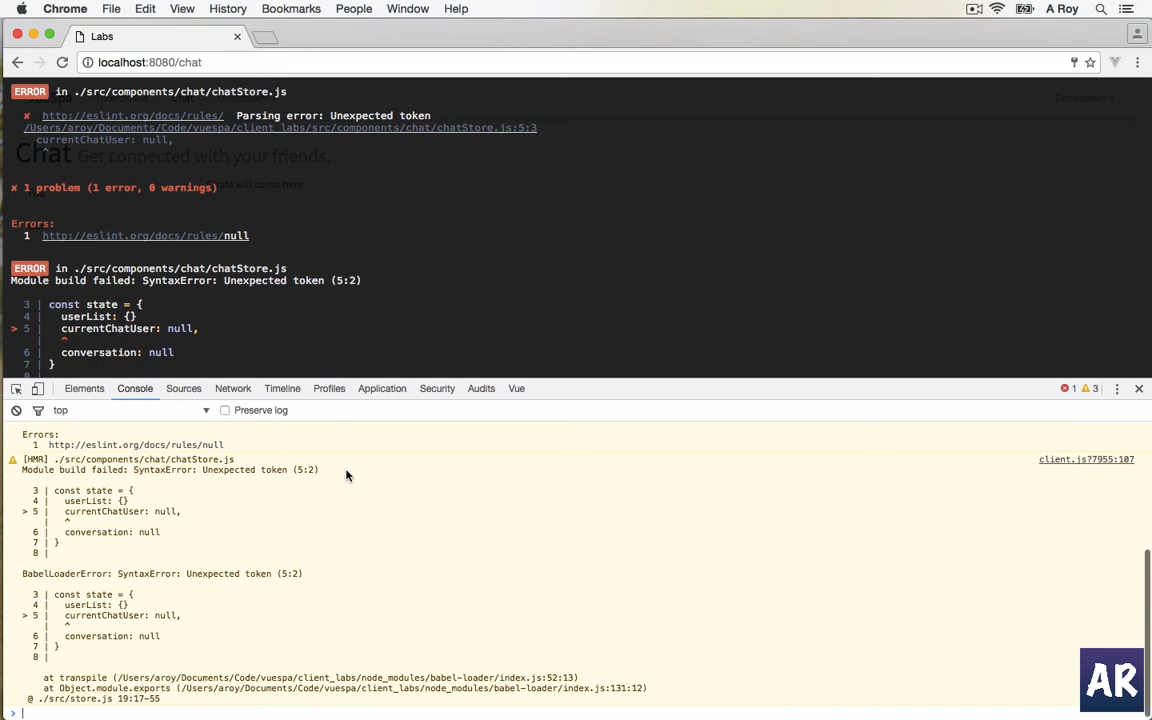 Chrome File Edit View History Bookmarks People Window Help A Roy
Labs
localhost:8080/chat
ERROR in ./src/components/chat/chatStore.js
Chat Dropdown
✘ http://eslint.org/docs/rules/ Parsing error: Unexpected token
/Users/aroy/Documents/Code/vuespa/client_labs/src/components/chat/chatStore.js:5:3
currentChatUser: null,
^
Chat Get connected with your friends.
✘ 1 problem (1 error, 0 warnings)
Chats will come here
Errors:
1 http://eslint.org/docs/rules/null
ERROR in ./src/components/chat/chatStore.js
Module build failed: SyntaxError: Unexpected token (5:2)
3 | const state = {
4 | userList: {}
> 5 | currentChatUser: null,
| ^
6 | conversation: null
7 | }
8 |
Elements Console Sources Network Timeline Profiles Application Security Audits Vue 1 3
top Preserve log
Errors:
1 http://eslint.org/docs/rules/null
[HMR] ./src/components/chat/chatStore.js client.js?7955:107
Module build failed: SyntaxError: Unexpected token (5:2)
3 | const state = {
4 | userList: {}
> 5 | currentChatUser: null,
| ^
6 | conversation: null
7 | }
8 |
BabelLoaderError: SyntaxError: Unexpected token (5:2)
3 | const state = {
4 | userList: {}
> 5 | currentChatUser: null,
| ^
6 | conversation: null
7 | }
8 |
at transpile (/Users/aroy/Documents/Code/vuespa/client_labs/node_modules/babel-loader/index.js:52:13)
at Object.module.exports (/Users/aroy/Documents/Code/vuespa/client_labs/node_modules/babel-loader/index.js:131:12)
@ ./src/store.js 19:17-55
>
AR